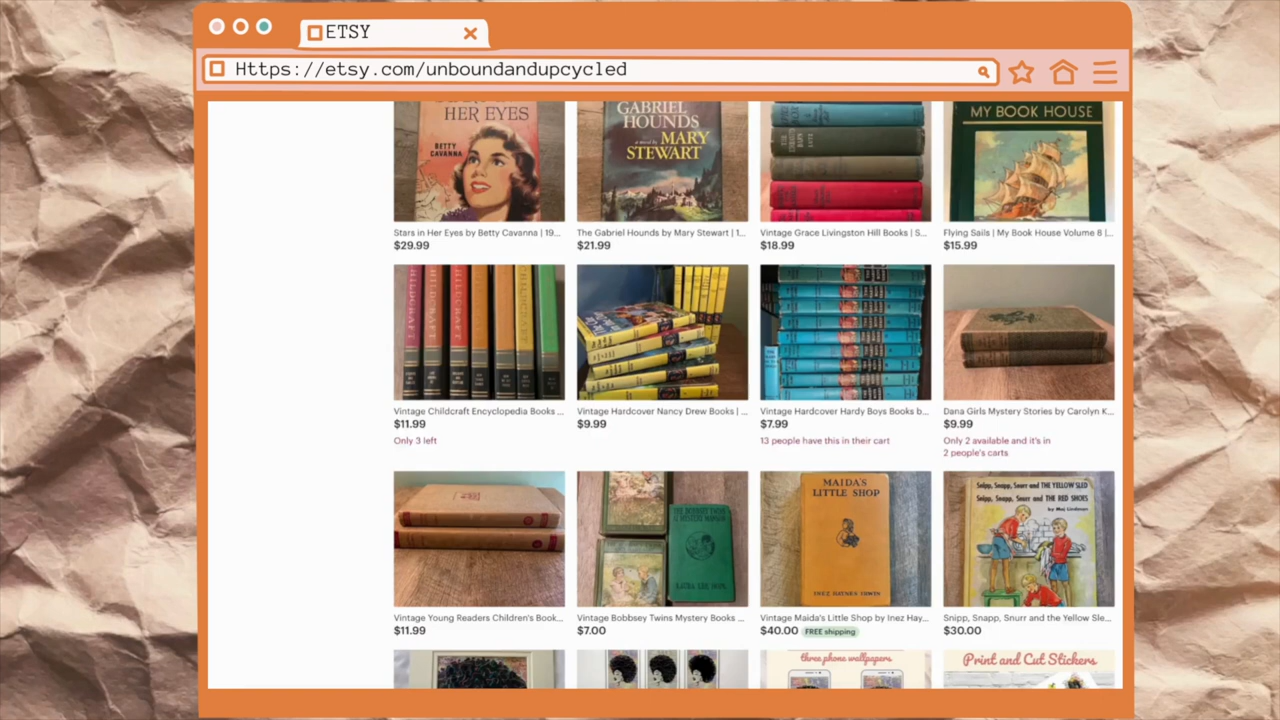 ETSY
Https://etsy.com/unboundandupcycled
HER EYES
BETTY
CAVANNA
GABRIEL
HOUNDS
a novel by MARY
STEWART
MY BOOK HOUSE
Stars in Her Eyes by Betty Cavanna | 19...
$29.99
The Gabriel Hounds by Mary Stewart | 1...
$21.99
Vintage Grace Livingston Hill Books | S...
$18.99
Flying Sails | My Book House Volume 8 |...
$15.99
CHILDCRAFT
Vintage Childcraft Encyclopedia Books ...
$11.99
Only 3 left
Vintage Hardcover Nancy Drew Books | ...
$9.99
Vintage Hardcover Hardy Boys Books b...
$7.99
13 people have this in their cart
Dana Girls Mystery Stories by Carolyn K...
$9.99
Only 2 available and it's in
2 people's carts
MAIDA'S
LITTLE SHOP
INEZ HAYNES IRWIN
Snipp, Snapp, Snurr and THE YELLOW SLED
Snipp, Snapp, Snurr and THE RED SHOES
by Maj Lindman
Vintage Young Readers Children's Book...
$11.99
Vintage Bobbsey Twins Mystery Books ...
$7.00
Vintage Maida's Little Shop by Inez Hay...
$40.00 FREE shipping
Snipp, Snapp, Snurr and the Yellow Sle...
$30.00
three phone wallpapers
Print and Cut Stickers